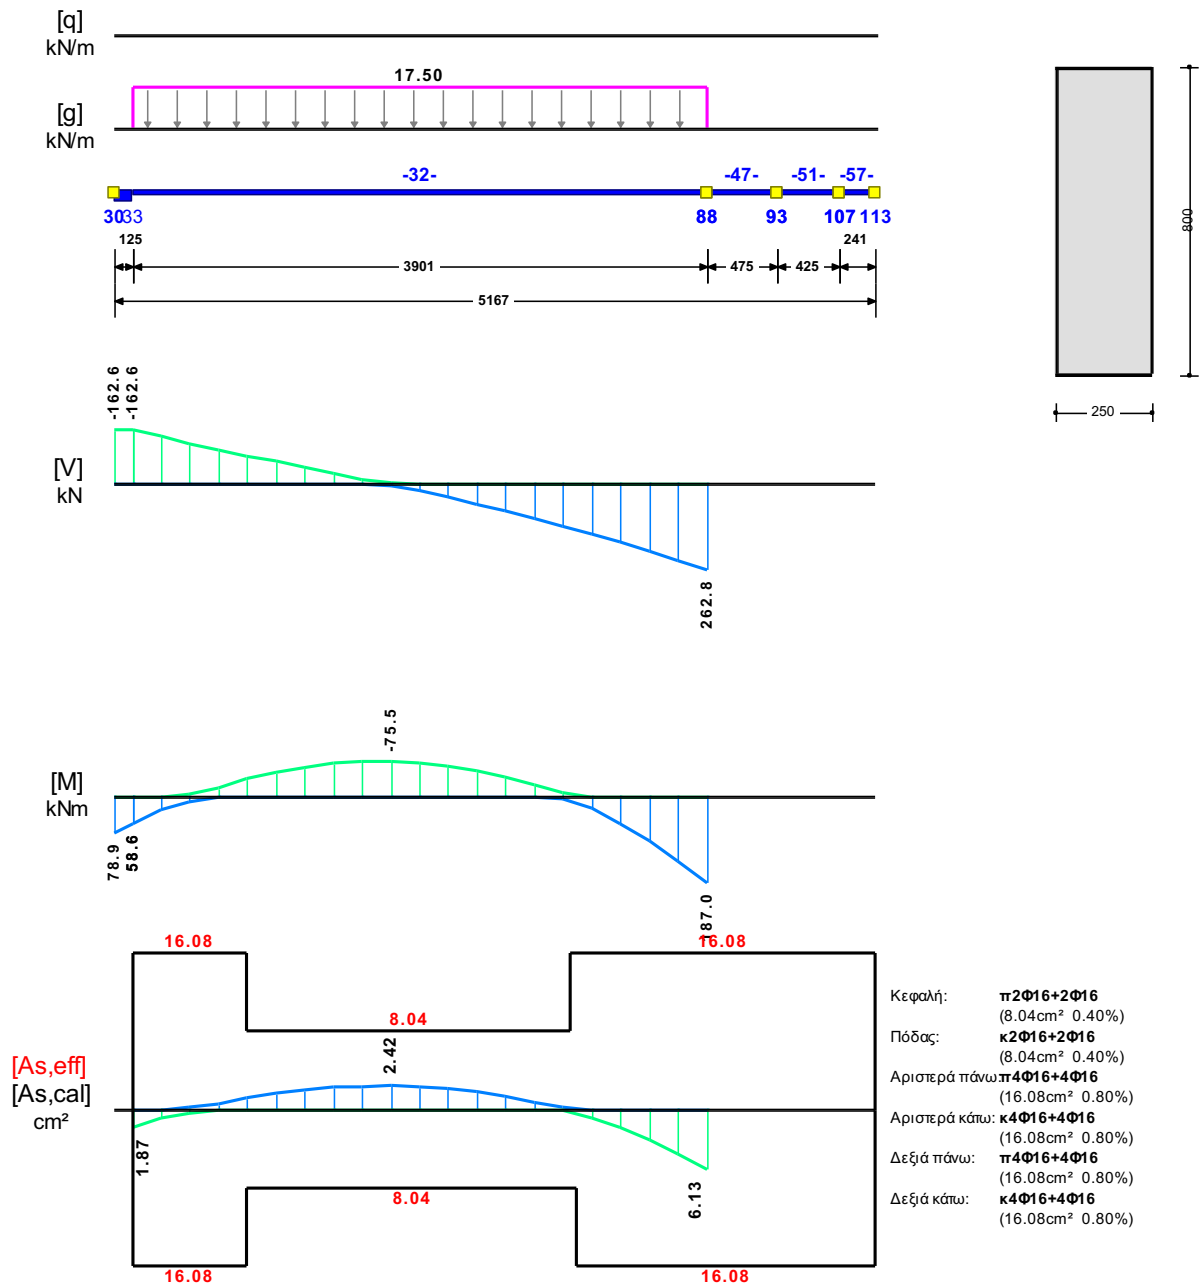 [q]
kN/m
17.50
[g]
kN/m
-32-
-47-
-51-
-57-
30
33
88
93
107
113
125
241
3901
475
425
5167
800
250
-162.6
-162.6
[V]
kN
262.8
-75.5
[M]
kNm
78.9
58.6
187.0
16.08
16.08
8.04
2.42
[As,eff]
[As,cal]
cm²
1.87
6.13
8.04
16.08
16.08
Κεφαλή: π2Φ16+2Φ16
(8.04cm² 0.40%)
Πόδας: κ2Φ16+2Φ16
(8.04cm² 0.40%)
Αριστερά πάνω: π4Φ16+4Φ16
(16.08cm² 0.80%)
Αριστερά κάτω: κ4Φ16+4Φ16
(16.08cm² 0.80%)
Δεξιά πάνω: π4Φ16+4Φ16
(16.08cm² 0.80%)
Δεξιά κάτω: κ4Φ16+4Φ16
(16.08cm² 0.80%)